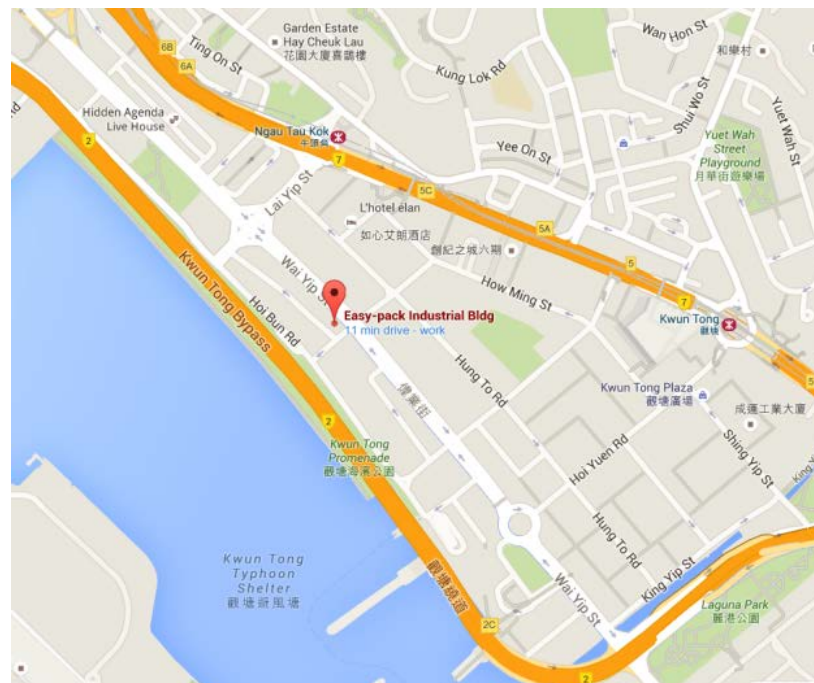 Garden Estate
Hay Cheuk Lau
花園大廈喜鵲樓
Wan Hon St
和樂村
6B
6A
Ting On St
Kung Lok Rd
Shui Wo St
Hidden Agenda
Live House
2
Ngau Tau Kok
牛頭角
7
Yee On St
Yuet Wah
Street
Playground
月華街遊樂場
Yuet Wah St
Lai Yip St
5C
L'hotel élan
如心艾朗酒店
5A
創紀之城六期
5
Wai Yip St
How Ming St
7
Kwun Tong Bypass
Hoi Bun Rd
Easy-pack Industrial Bldg
11 min drive - work
Kwun Tong
觀塘
Hung To Rd
偉業街
Kwun Tong Plaza
觀塘廣場
成運工業大廈
5
2
Kwun Tong
Promenade
觀塘海濱公園
Hoi Yuen Rd
Shing Yip St
King Yip
Hung To Rd
Kwun Tong
Typhoon
Shelter
觀塘避風塘
觀塘繞道
Wai Yip St
King Yip St
Laguna Park
麗港公園
2C
2